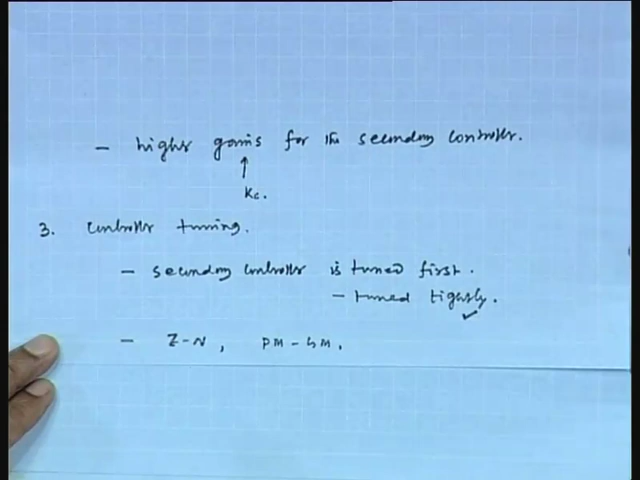 - higher gains for the secondary controller.
↑
Kc.
3. controller tuning.
- secondary controller is tuned first.
- tuned tightly.
✓
- Z-N, PM-GM.